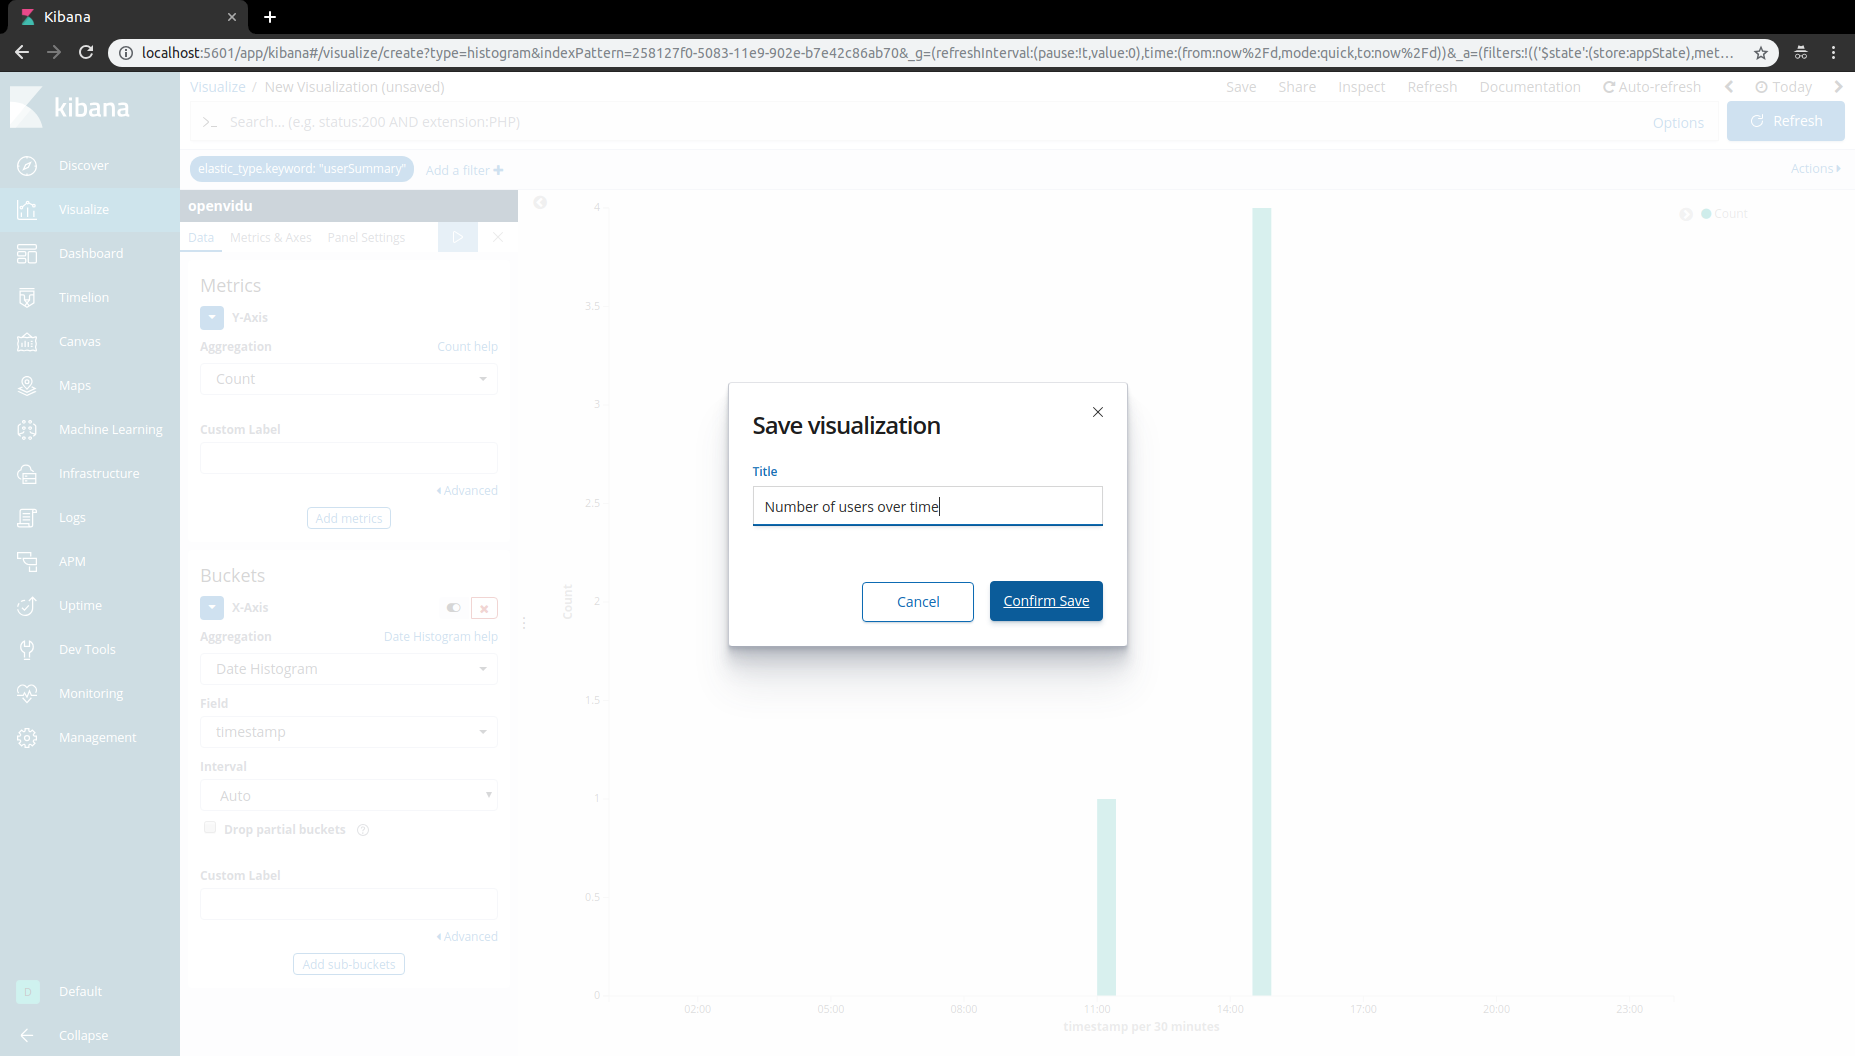 Kibana
localhost:5601/app/kibana#/visualize/create?type=histogram&indexPattern=258127f0-5083-11e9-902e-b7e42c86ab70&_g=(refreshInterval:(pause:!t,value:0),time:(from:now%2Fd,mode:quick,to:now%2Fd))&_a=(filters:!(('$state':(store:appState),met...
kibana
Discover
Visualize
Dashboard
Timelion
Canvas
Maps
Machine Learning
Infrastructure
Logs
APM
Uptime
Dev Tools
Monitoring
Management
D Default
Collapse
Visualize / New Visualization (unsaved)
Save Share Inspect Refresh Documentation Auto-refresh Today
>_ Search... (e.g. status:200 AND extension:PHP)
Options
Refresh
elastic_type.keyword: "userSummary" Add a filter
Actions
openvidu
Data Metrics & Axes Panel Settings
Metrics
Y-Axis
Aggregation Count help
Count
Custom Label
Advanced
Add metrics
Buckets
X-Axis
Aggregation Date Histogram help
Date Histogram
Field
timestamp
Interval
Auto
Drop partial buckets
Custom Label
Advanced
Add sub-buckets
Count
4
3.5
3
2.5
2
1.5
1
0.5
0
Count
02:00 05:00 08:00 11:00 14:00 17:00 20:00 23:00
timestamp per 30 minutes
Save visualization
Title
Number of users over time
Cancel
Confirm Save